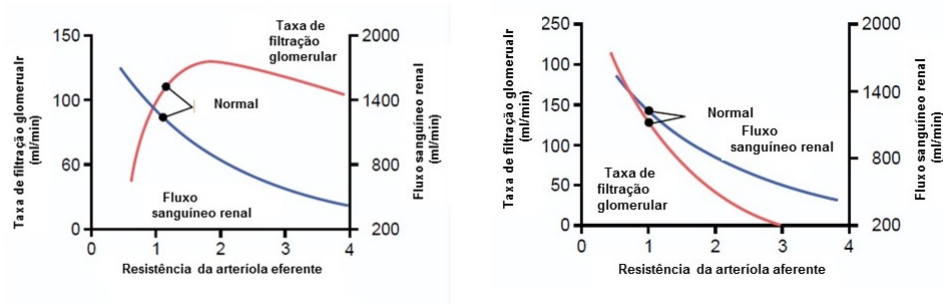 Taxa de filtração glomerualr
(ml/min)
150
100
60
0
Taxa de
filtração
glomerular
Normal
Fluxo
sanguíneo renal
2000
1400
800
200
Fluxo sanguíneo renal
(ml/min)
0 1 2 3 4
Resistência da arteríola eferente
Taxa de filtração glomerualr
(ml/min)
250
200
150
100
50
0
Normal
Fluxo
sanguíneo renal
Taxa de
filtração
glomerular
2000
1400
800
200
Fluxo sanguíneo renal
(ml/min)
0 1 2 3 4
Resistência da arteríola aferente